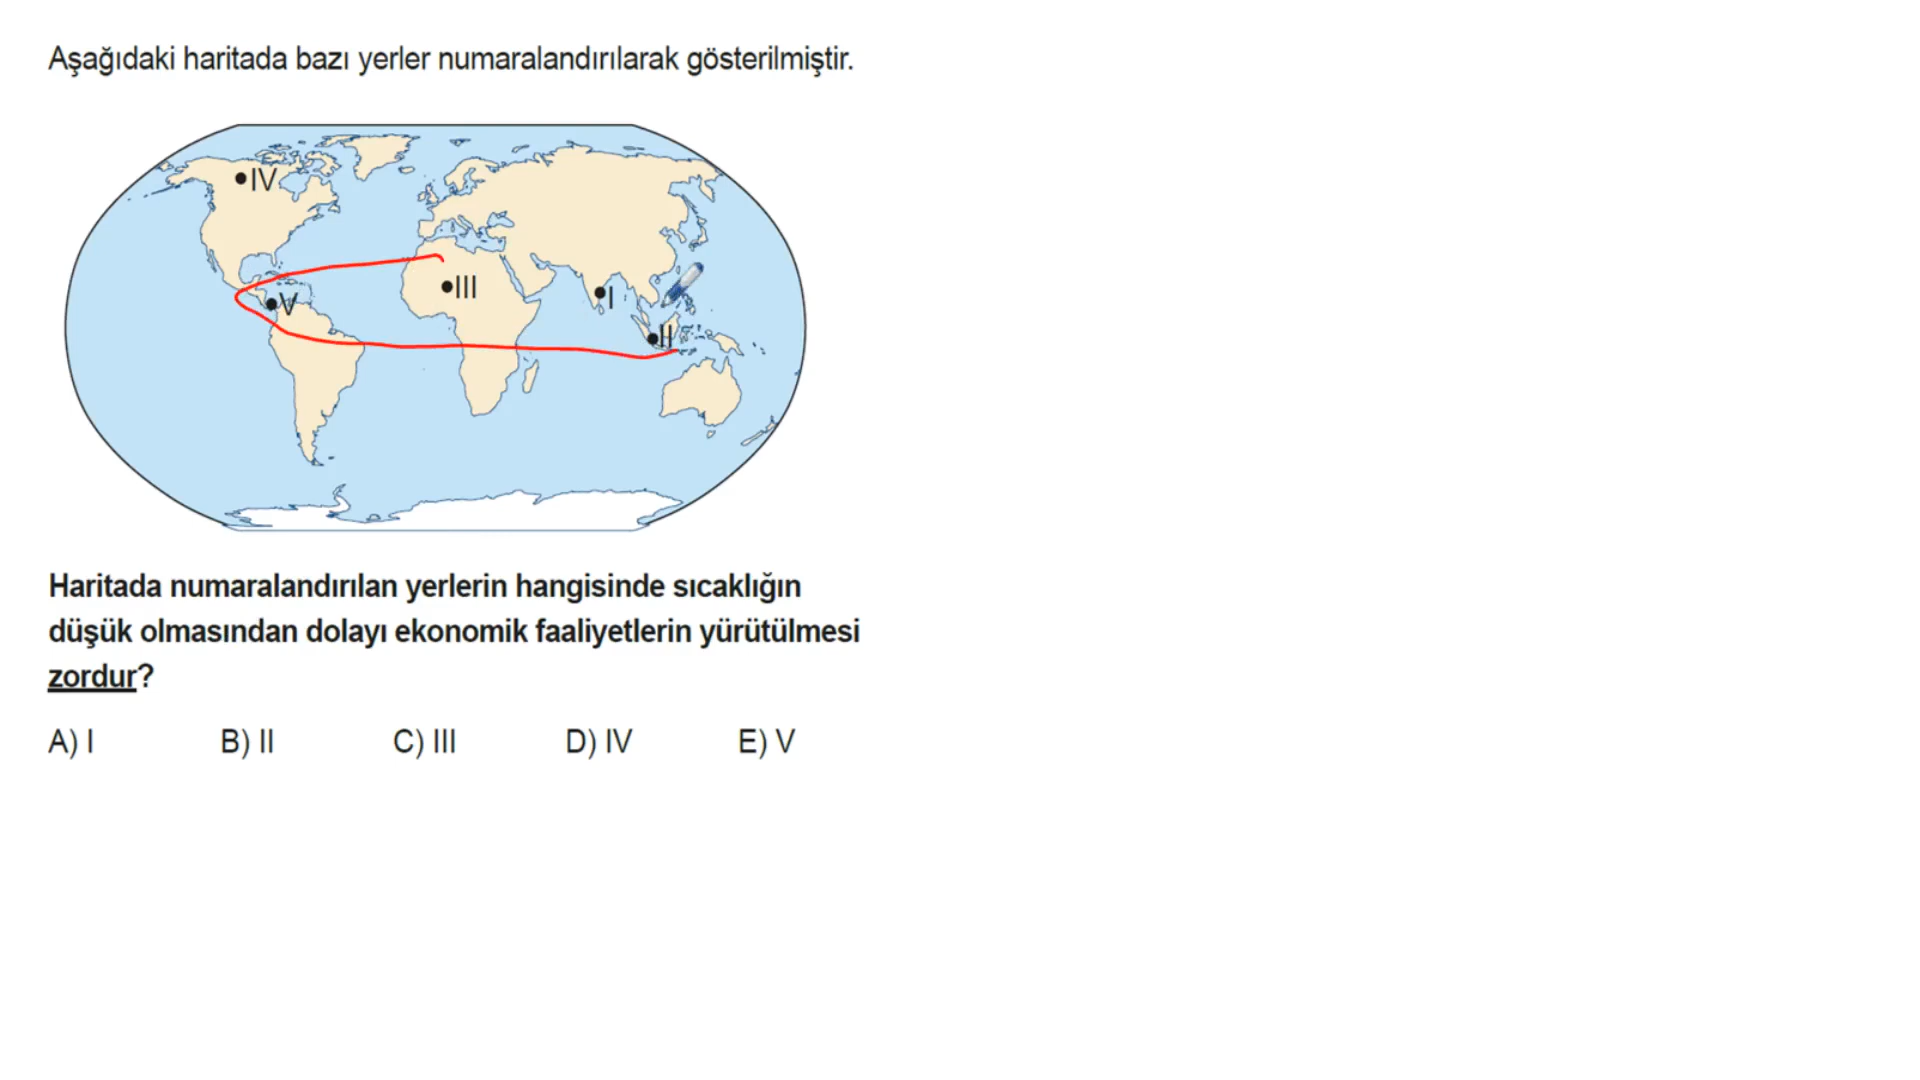 Aşağıdaki haritada bazı yerler numaralandırılarak gösterilmiştir.
IV
III
I
V
II
Haritada numaralandırılan yerlerin hangisinde sıcaklığın
düşük olmasından dolayı ekonomik faaliyetlerin yürütülmesi
zordur?
A) I B) II C) III D) IV E) V